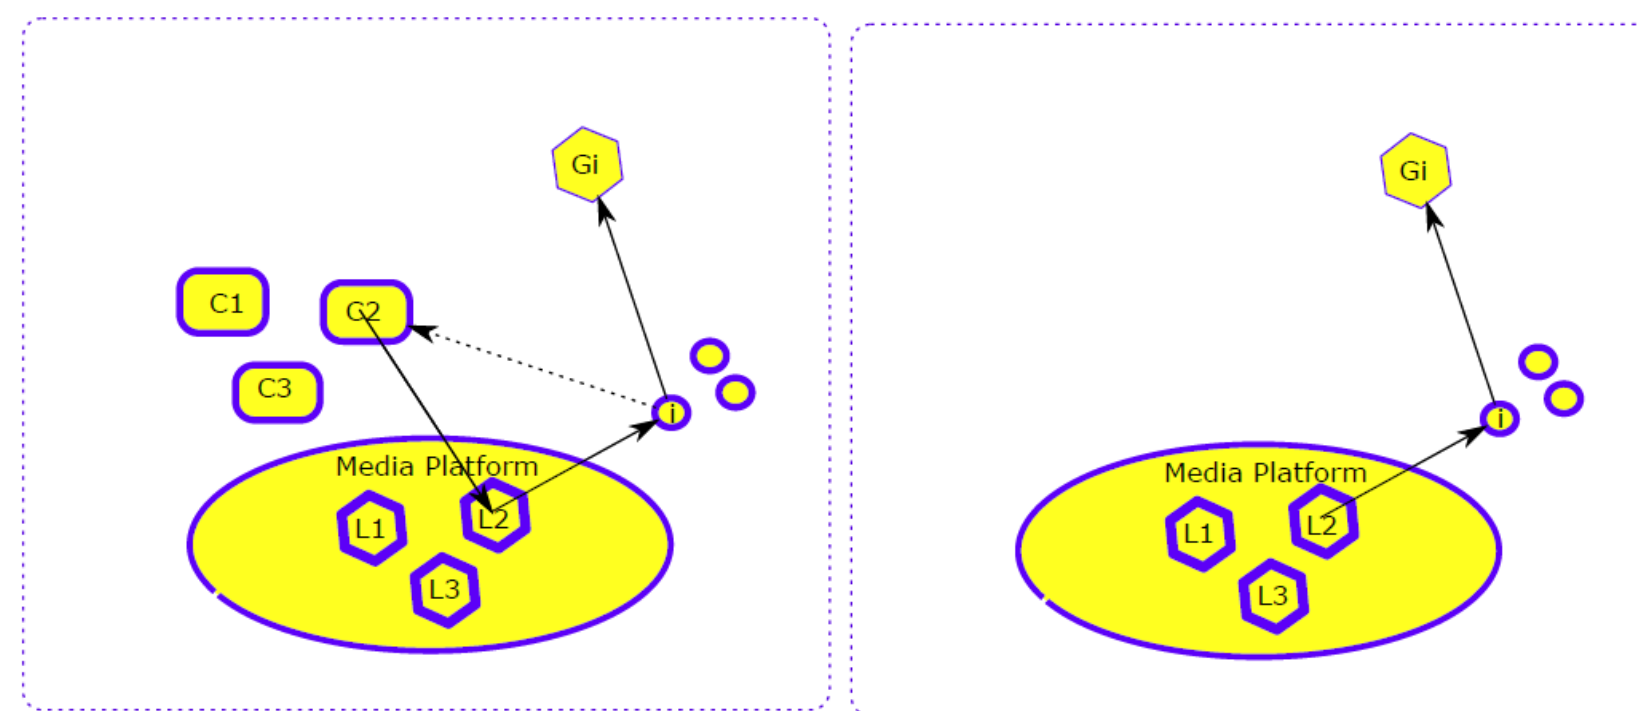 Gi
C1
C2
C3
i
Media Platform
L1
L2
L3
Gi
i
Media Platform
L1
L2
L3